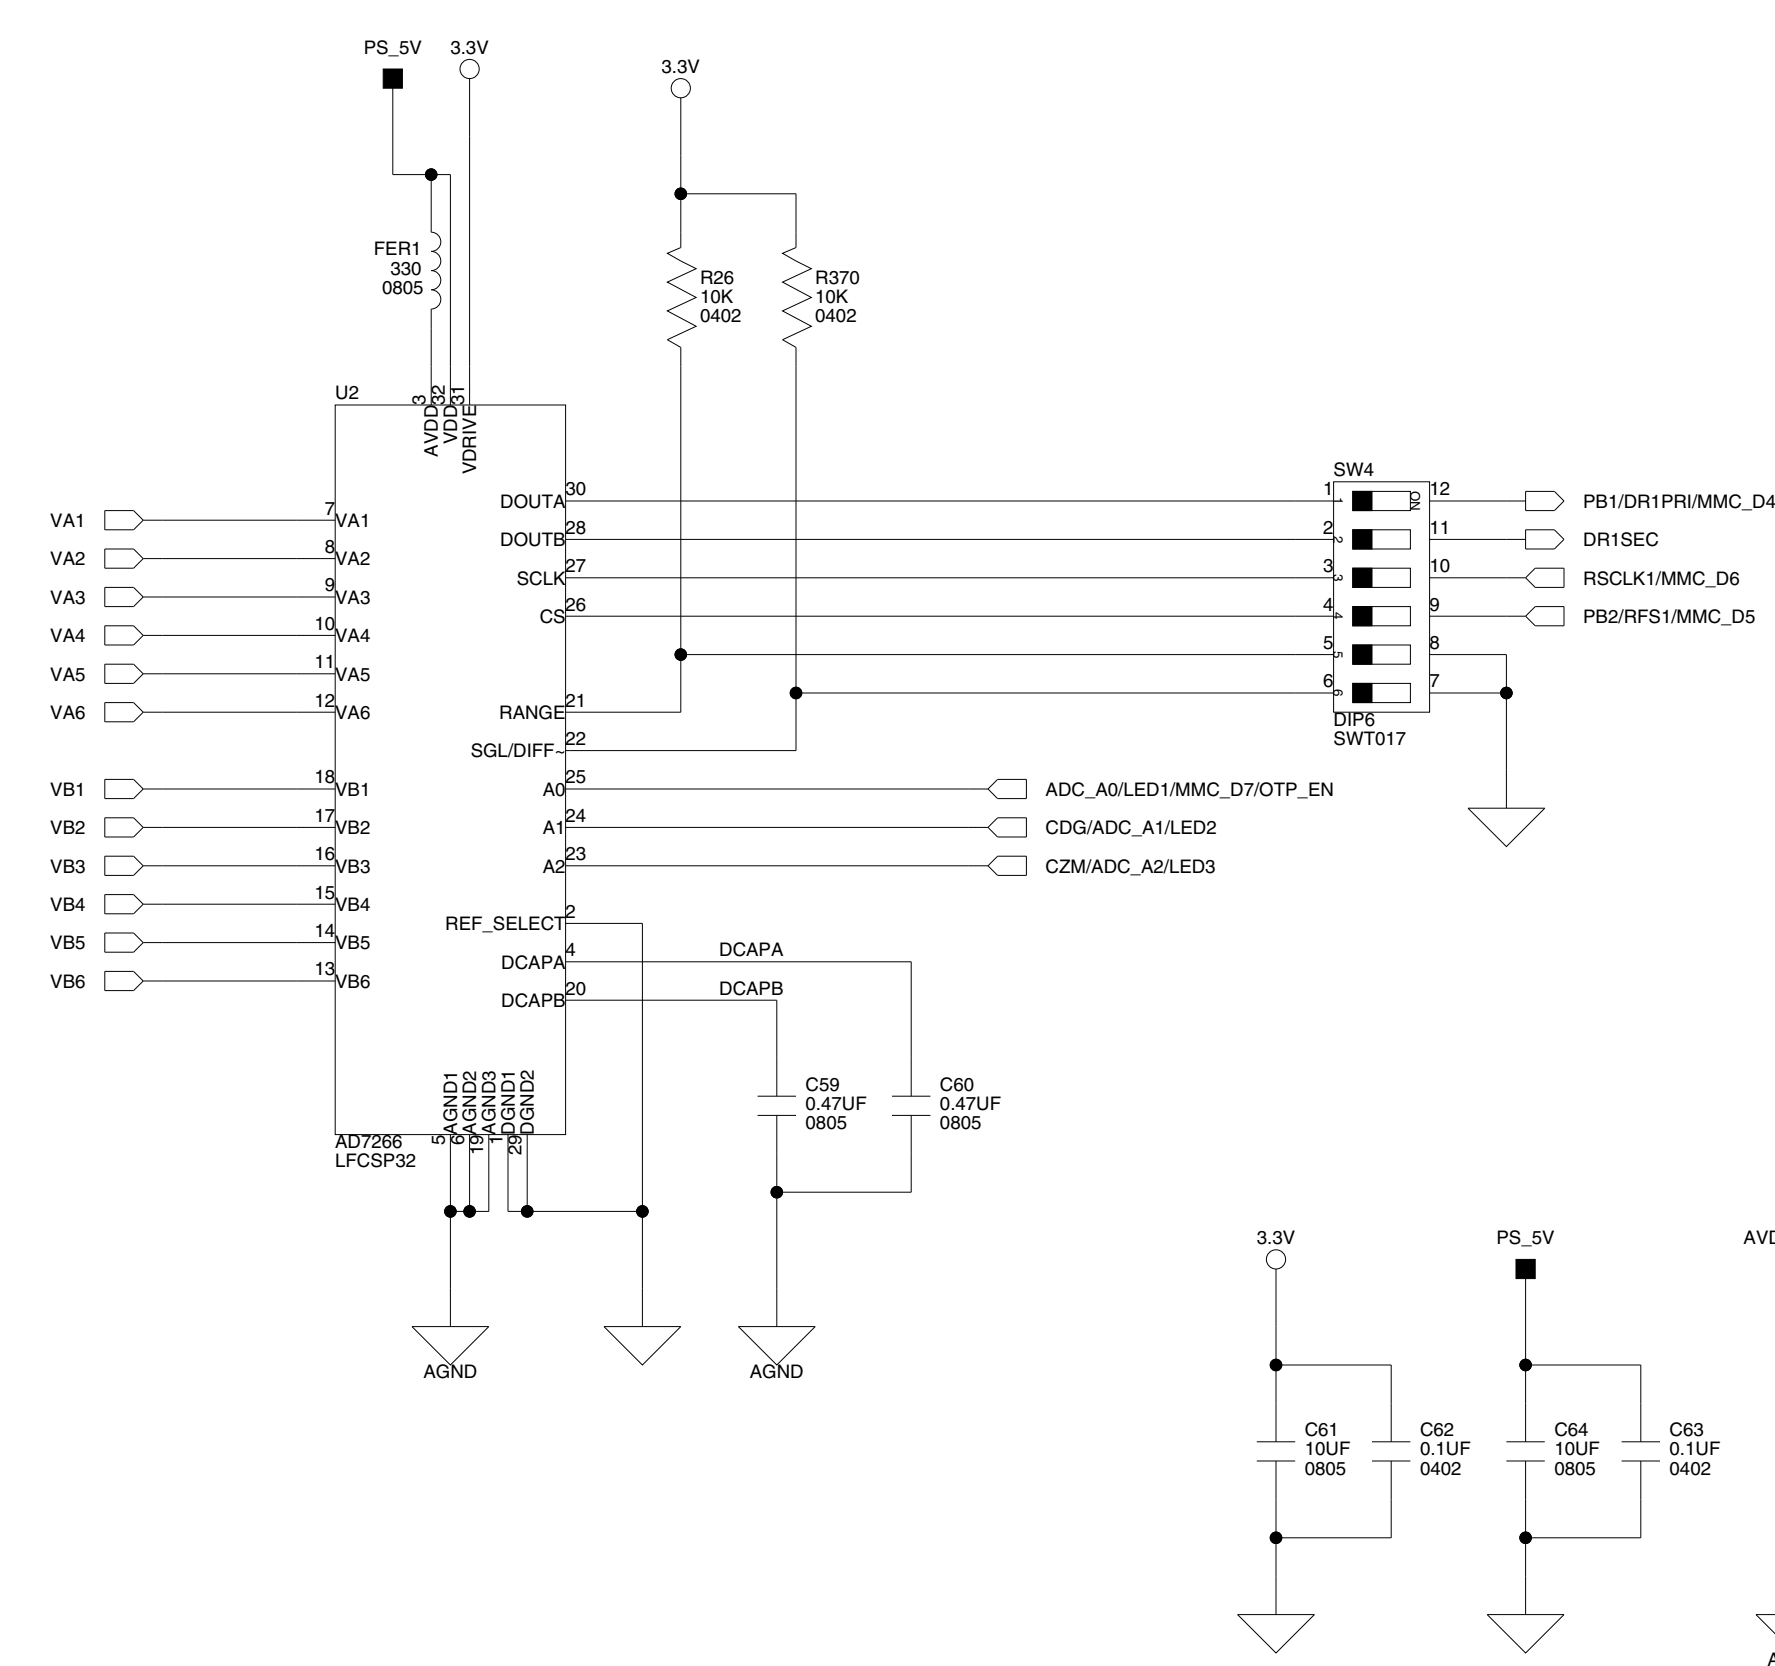 PS_5V
3.3V
3.3V
FER1
330
0805
R26
10K
0402
R370
10K
0402
U2
3
32
31
AVDD
VDD
VDRIVE
VA1
7
VA1
VA2
8
VA2
VA3
9
VA3
VA4
10
VA4
VA5
11
VA5
VA6
12
VA6
VB1
18
VB1
VB2
17
VB2
VB3
16
VB3
VB4
15
VB4
VB5
14
VB5
VB6
13
VB6
DOUTA
30
DOUTB
28
SCLK
27
CS
26
RANGE
21
SGL/DIFF~
22
A0
25
ADC_A0/LED1/MMC_D7/OTP_EN
A1
24
CDG/ADC_A1/LED2
A2
23
CZM/ADC_A2/LED3
REF_SELECT
2
DCAPA
4
DCAPA
DCAPB
20
DCAPB
SW4
1
1
ON
12
PB1/DR1PRI/MMC_D4
2
2
11
DR1SEC
3
3
10
RSCLK1/MMC_D6
4
4
9
PB2/RFS1/MMC_D5
5
5
8
6
6
7
DIP6
SWT017
AGND1
AGND2
AGND3
DGND1
DGND2
5
6
19
1
29
AD7266
LFCSP32
C59
0.47UF
0805
C60
0.47UF
0805
AGND
AGND
3.3V
PS_5V
C61
10UF
0805
C62
0.1UF
0402
C64
10UF
0805
C63
0.1UF
0402